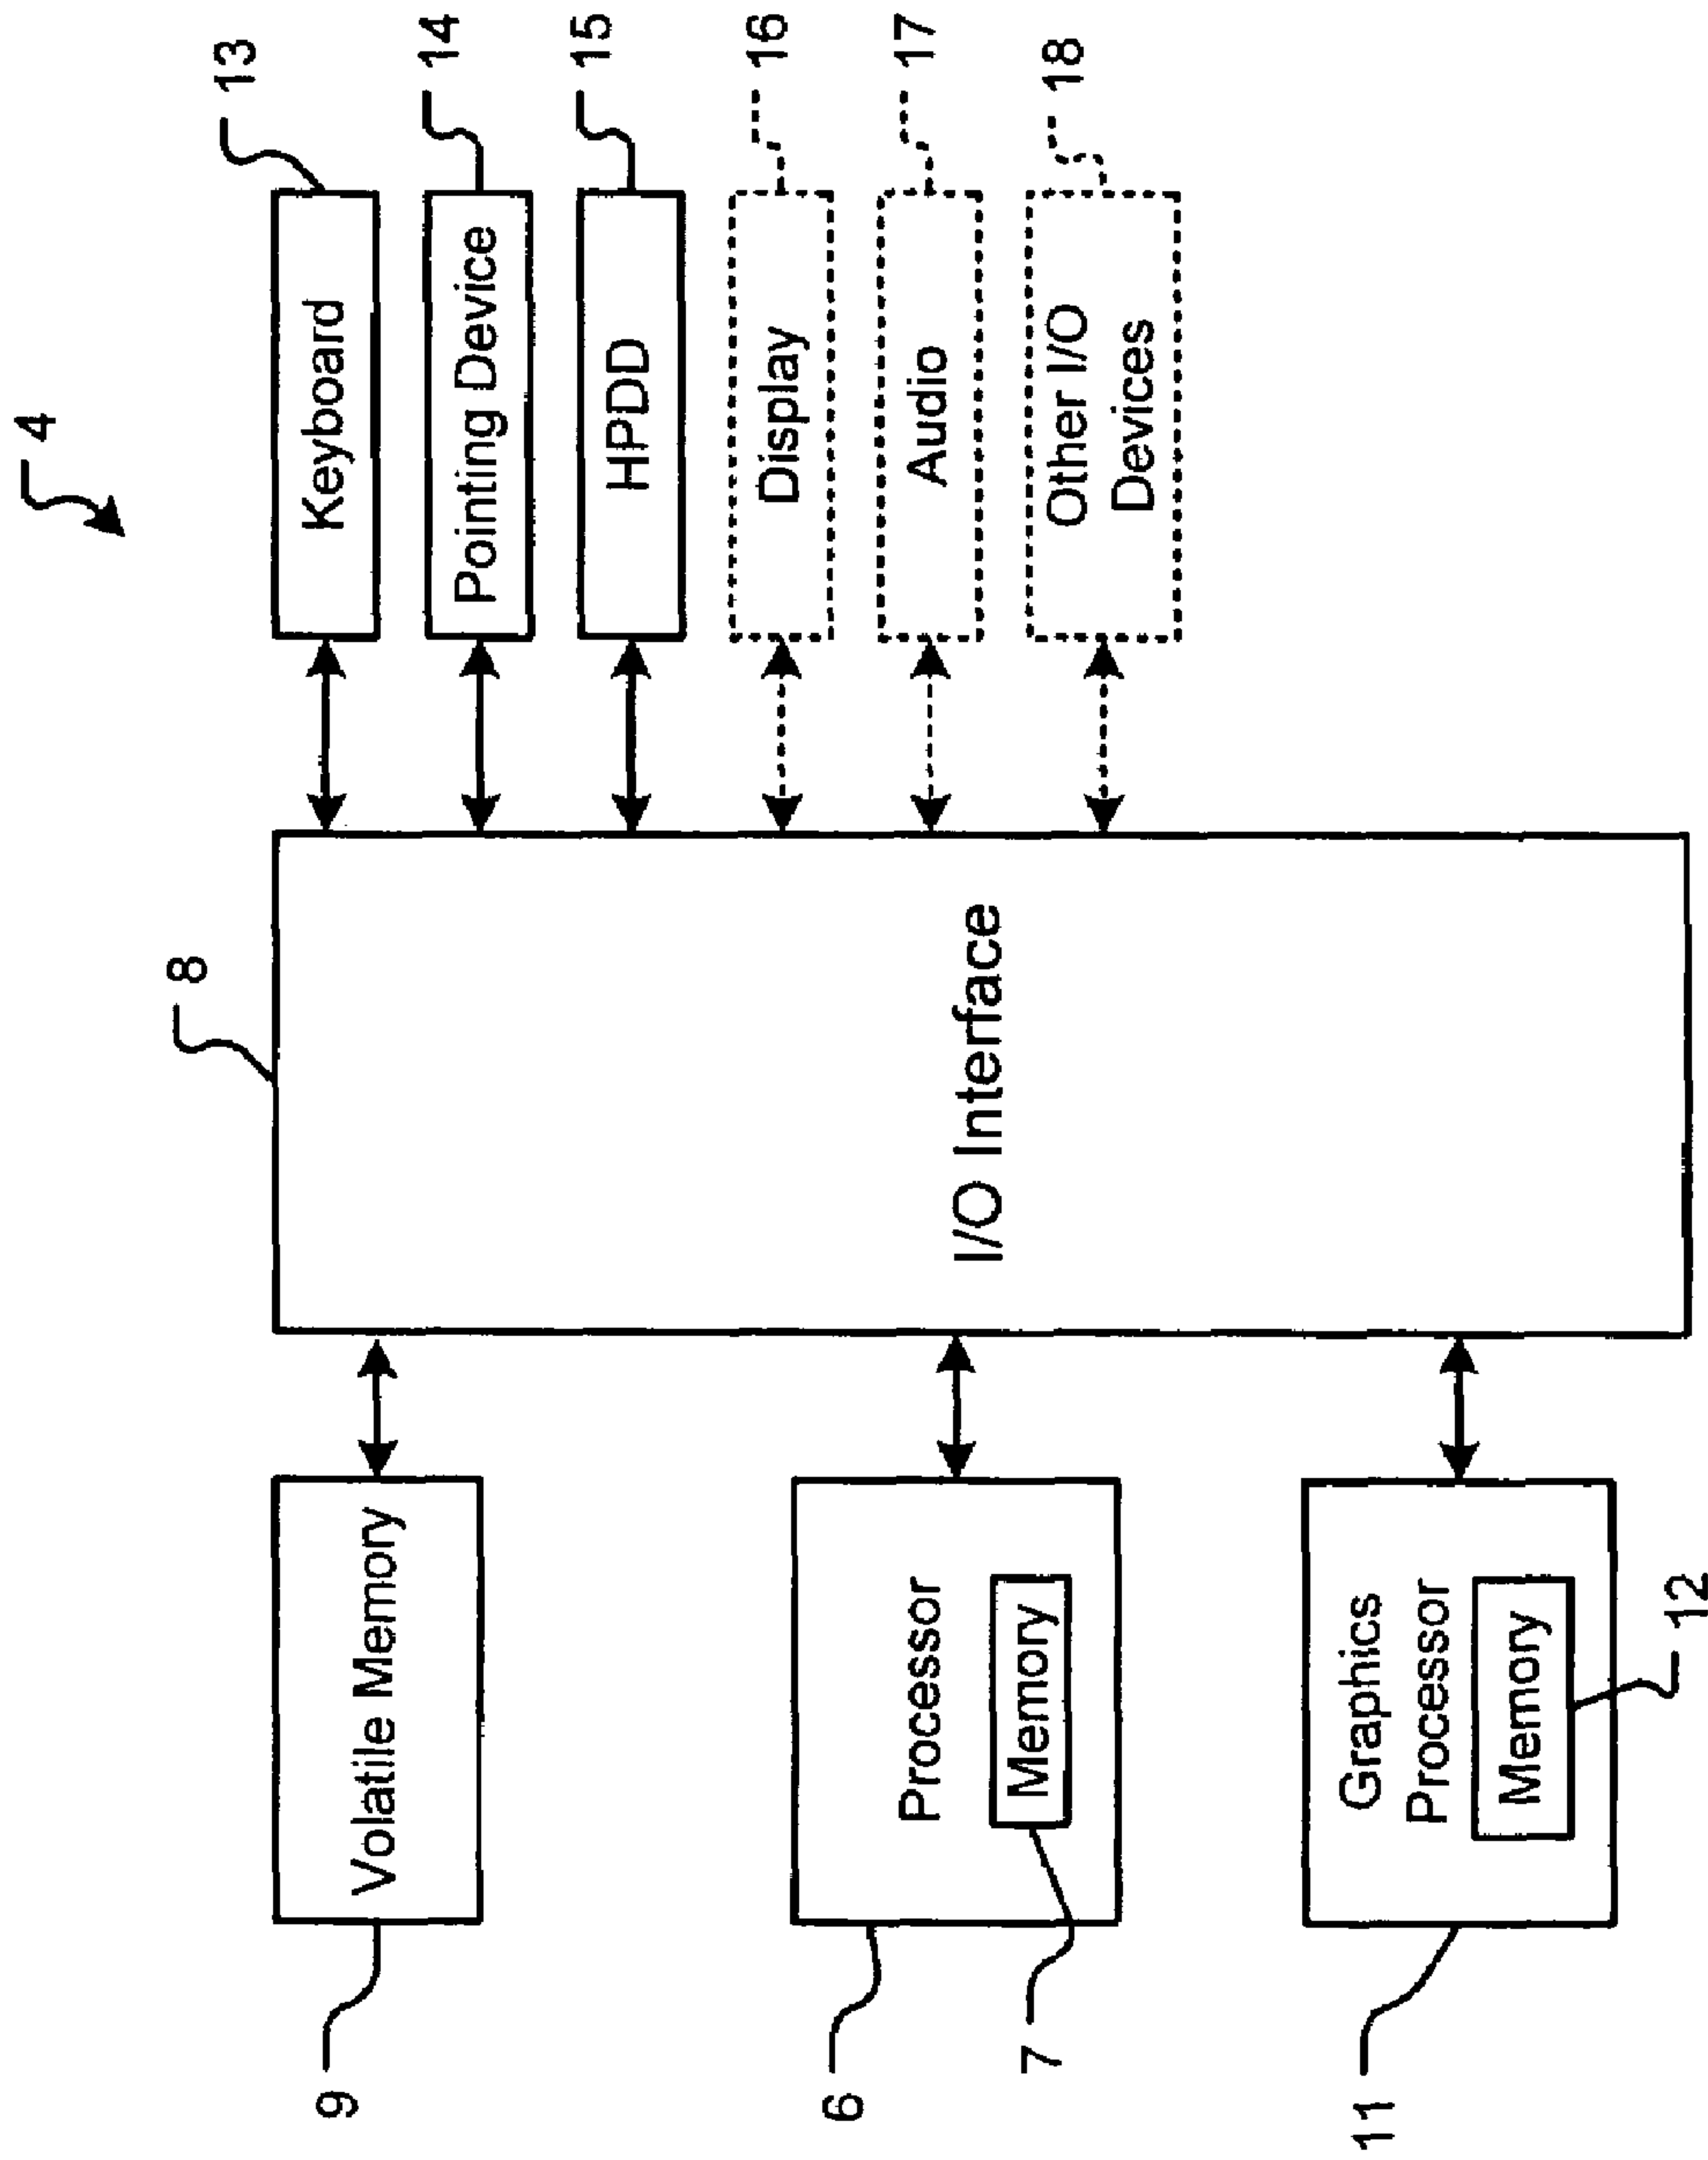 4
9
Volatile Memory
8
Keyboard
13
Pointing Device
14
HPDD
15
Display
16
Audio
17
Other I/O
Devices
18
I/O Interface
6
Processor
7
Memory
11
Graphics
Processor
Memory
12